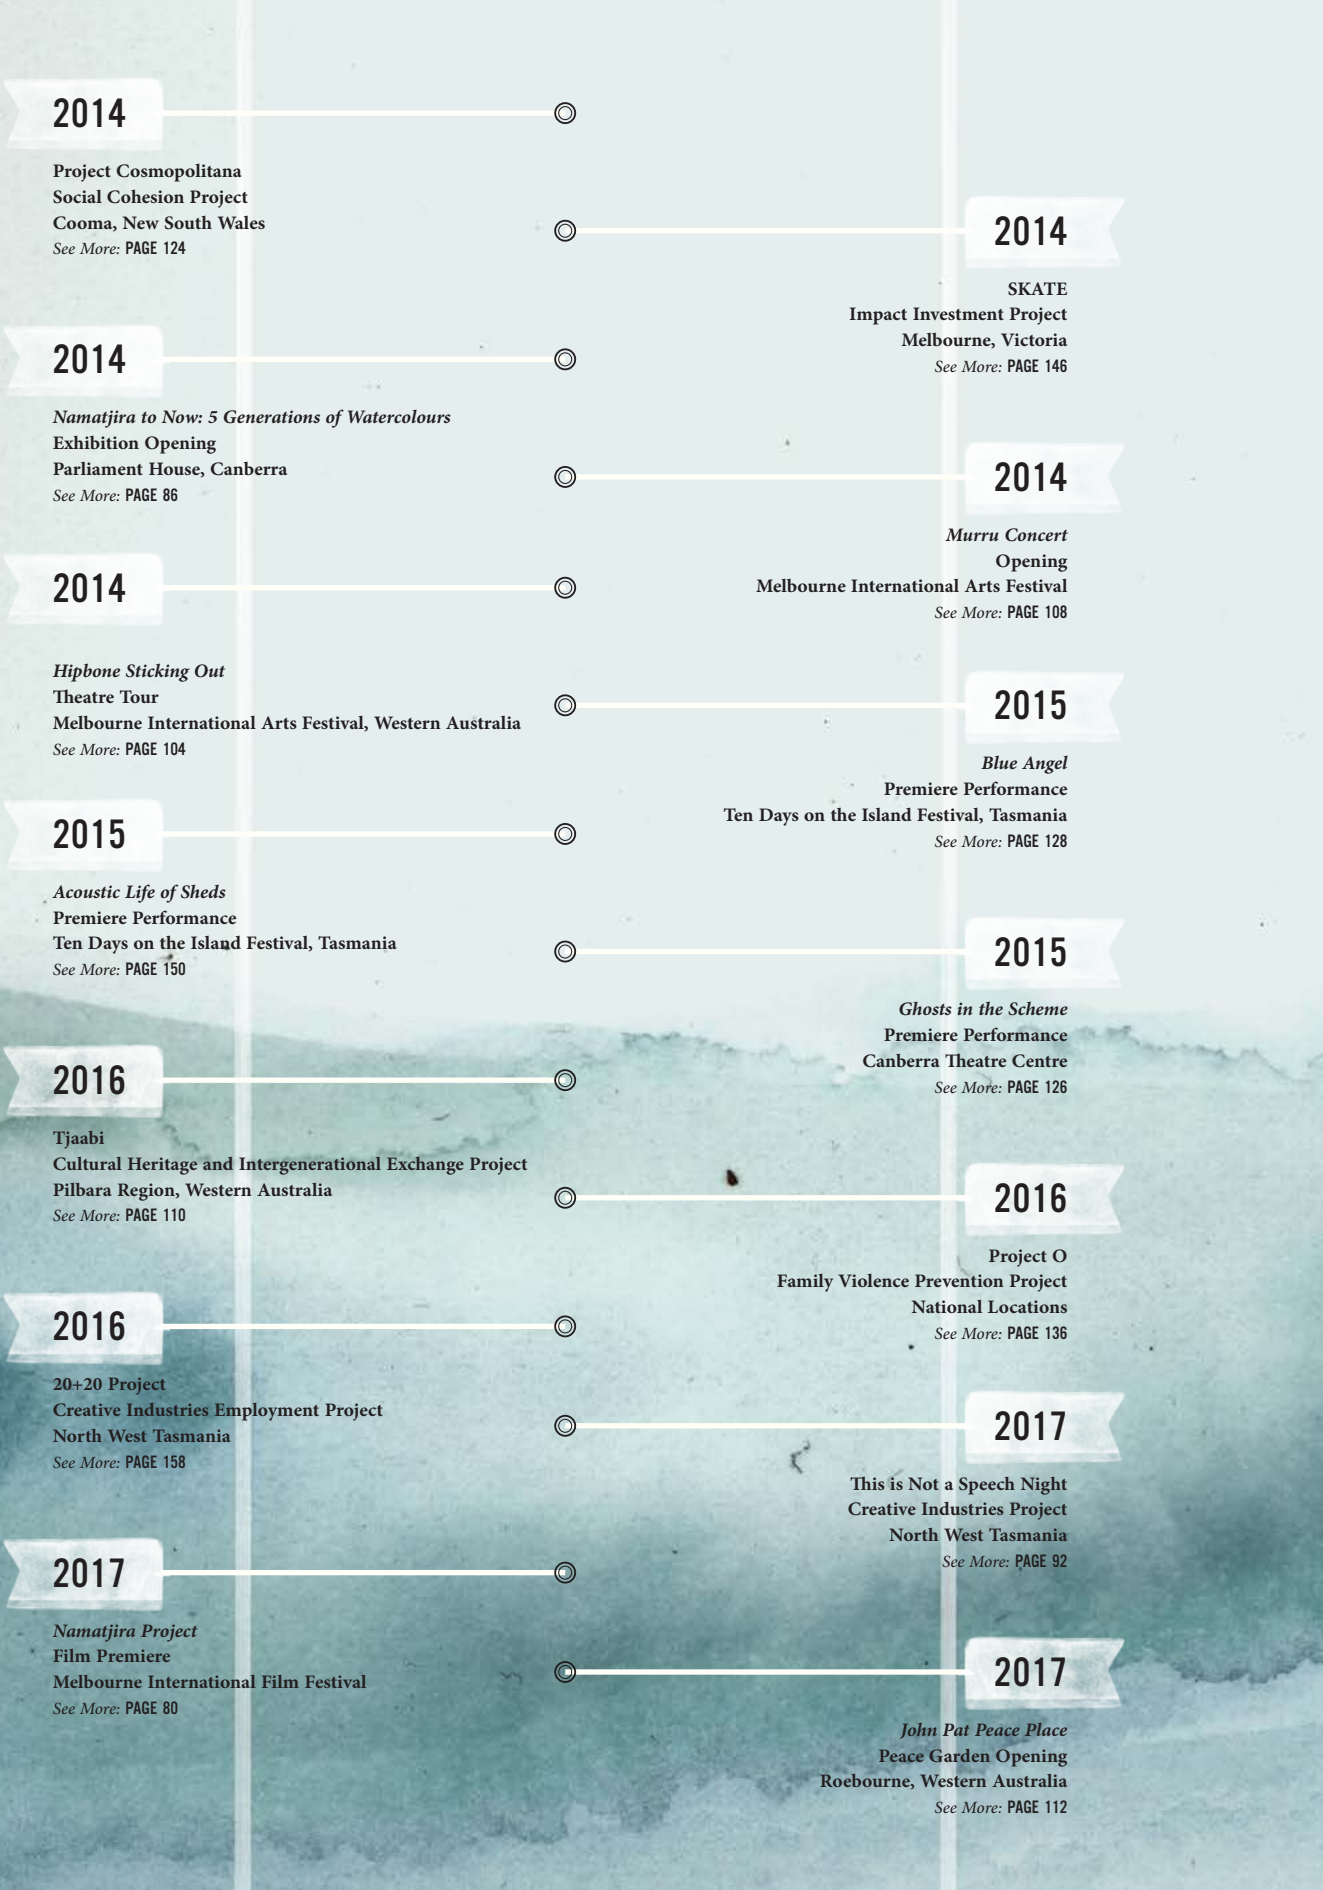 2014
Project Cosmopolitana
Social Cohesion Project
Cooma, New South Wales
See More: PAGE 124
2014
SKATE
Impact Investment Project
Melbourne, Victoria
See More: PAGE 146
2014
Namatjira to Now: 5 Generations of Watercolours
Exhibition Opening
Parliament House, Canberra
See More: PAGE 86
2014
Murru Concert
Opening
Melbourne International Arts Festival
See More: PAGE 108
2014
Hipbone Sticking Out
Theatre Tour
Melbourne International Arts Festival, Western Australia
See More: PAGE 104
2015
Blue Angel
Premiere Performance
Ten Days on the Island Festival, Tasmania
See More: PAGE 128
2015
Acoustic Life of Sheds
Premiere Performance
Ten Days on the Island Festival, Tasmania
See More: PAGE 150
2015
Ghosts in the Scheme
Premiere Performance
Canberra Theatre Centre
See More: PAGE 126
2016
Tjaabi
Cultural Heritage and Intergenerational Exchange Project
Pilbara Region, Western Australia
See More: PAGE 110
2016
Project O
Family Violence Prevention Project
National Locations
See More: PAGE 136
2016
20+20 Project
Creative Industries Employment Project
North West Tasmania
See More: PAGE 158
2017
This is Not a Speech Night
Creative Industries Project
North West Tasmania
See More: PAGE 92
2017
Namatjira Project
Film Premiere
Melbourne International Film Festival
See More: PAGE 80
2017
John Pat Peace Place
Peace Garden Opening
Roebourne, Western Australia
See More: PAGE 112